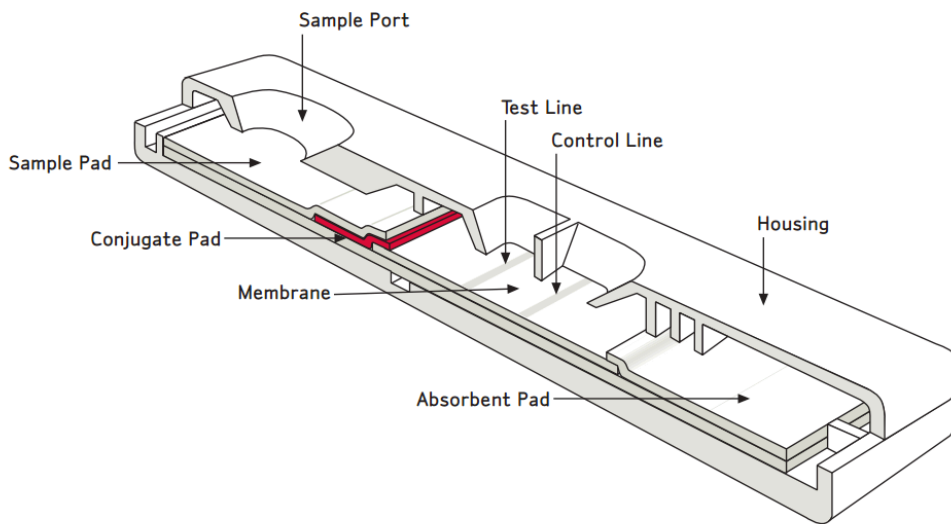 Sample Port
Test Line
Control Line
Sample Pad
Housing
Conjugate Pad
Membrane
Absorbent Pad